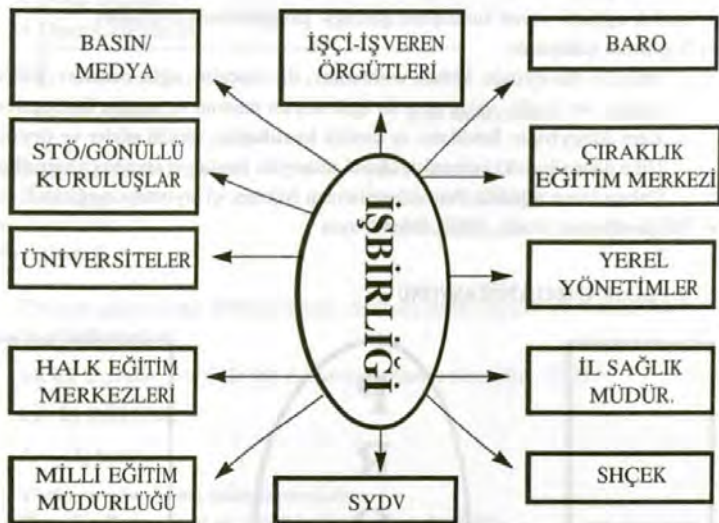 BASIN/
MEDYA
İŞÇİ-İŞVEREN
ÖRGÜTLERİ
BARO
STÖ/GÖNÜLLÜ
KURULUŞLAR
ÇIRAKLIK
EĞİTİM MERKEZİ
ÜNİVERSİTELER
İŞBİRLİĞİ
YEREL
YÖNETİMLER
HALK EĞİTİM
MERKEZLERİ
İL SAĞLIK
MÜDÜR.
MİLLİ EĞİTİM
MÜDÜRLÜĞÜ
SYDV
SHÇEK